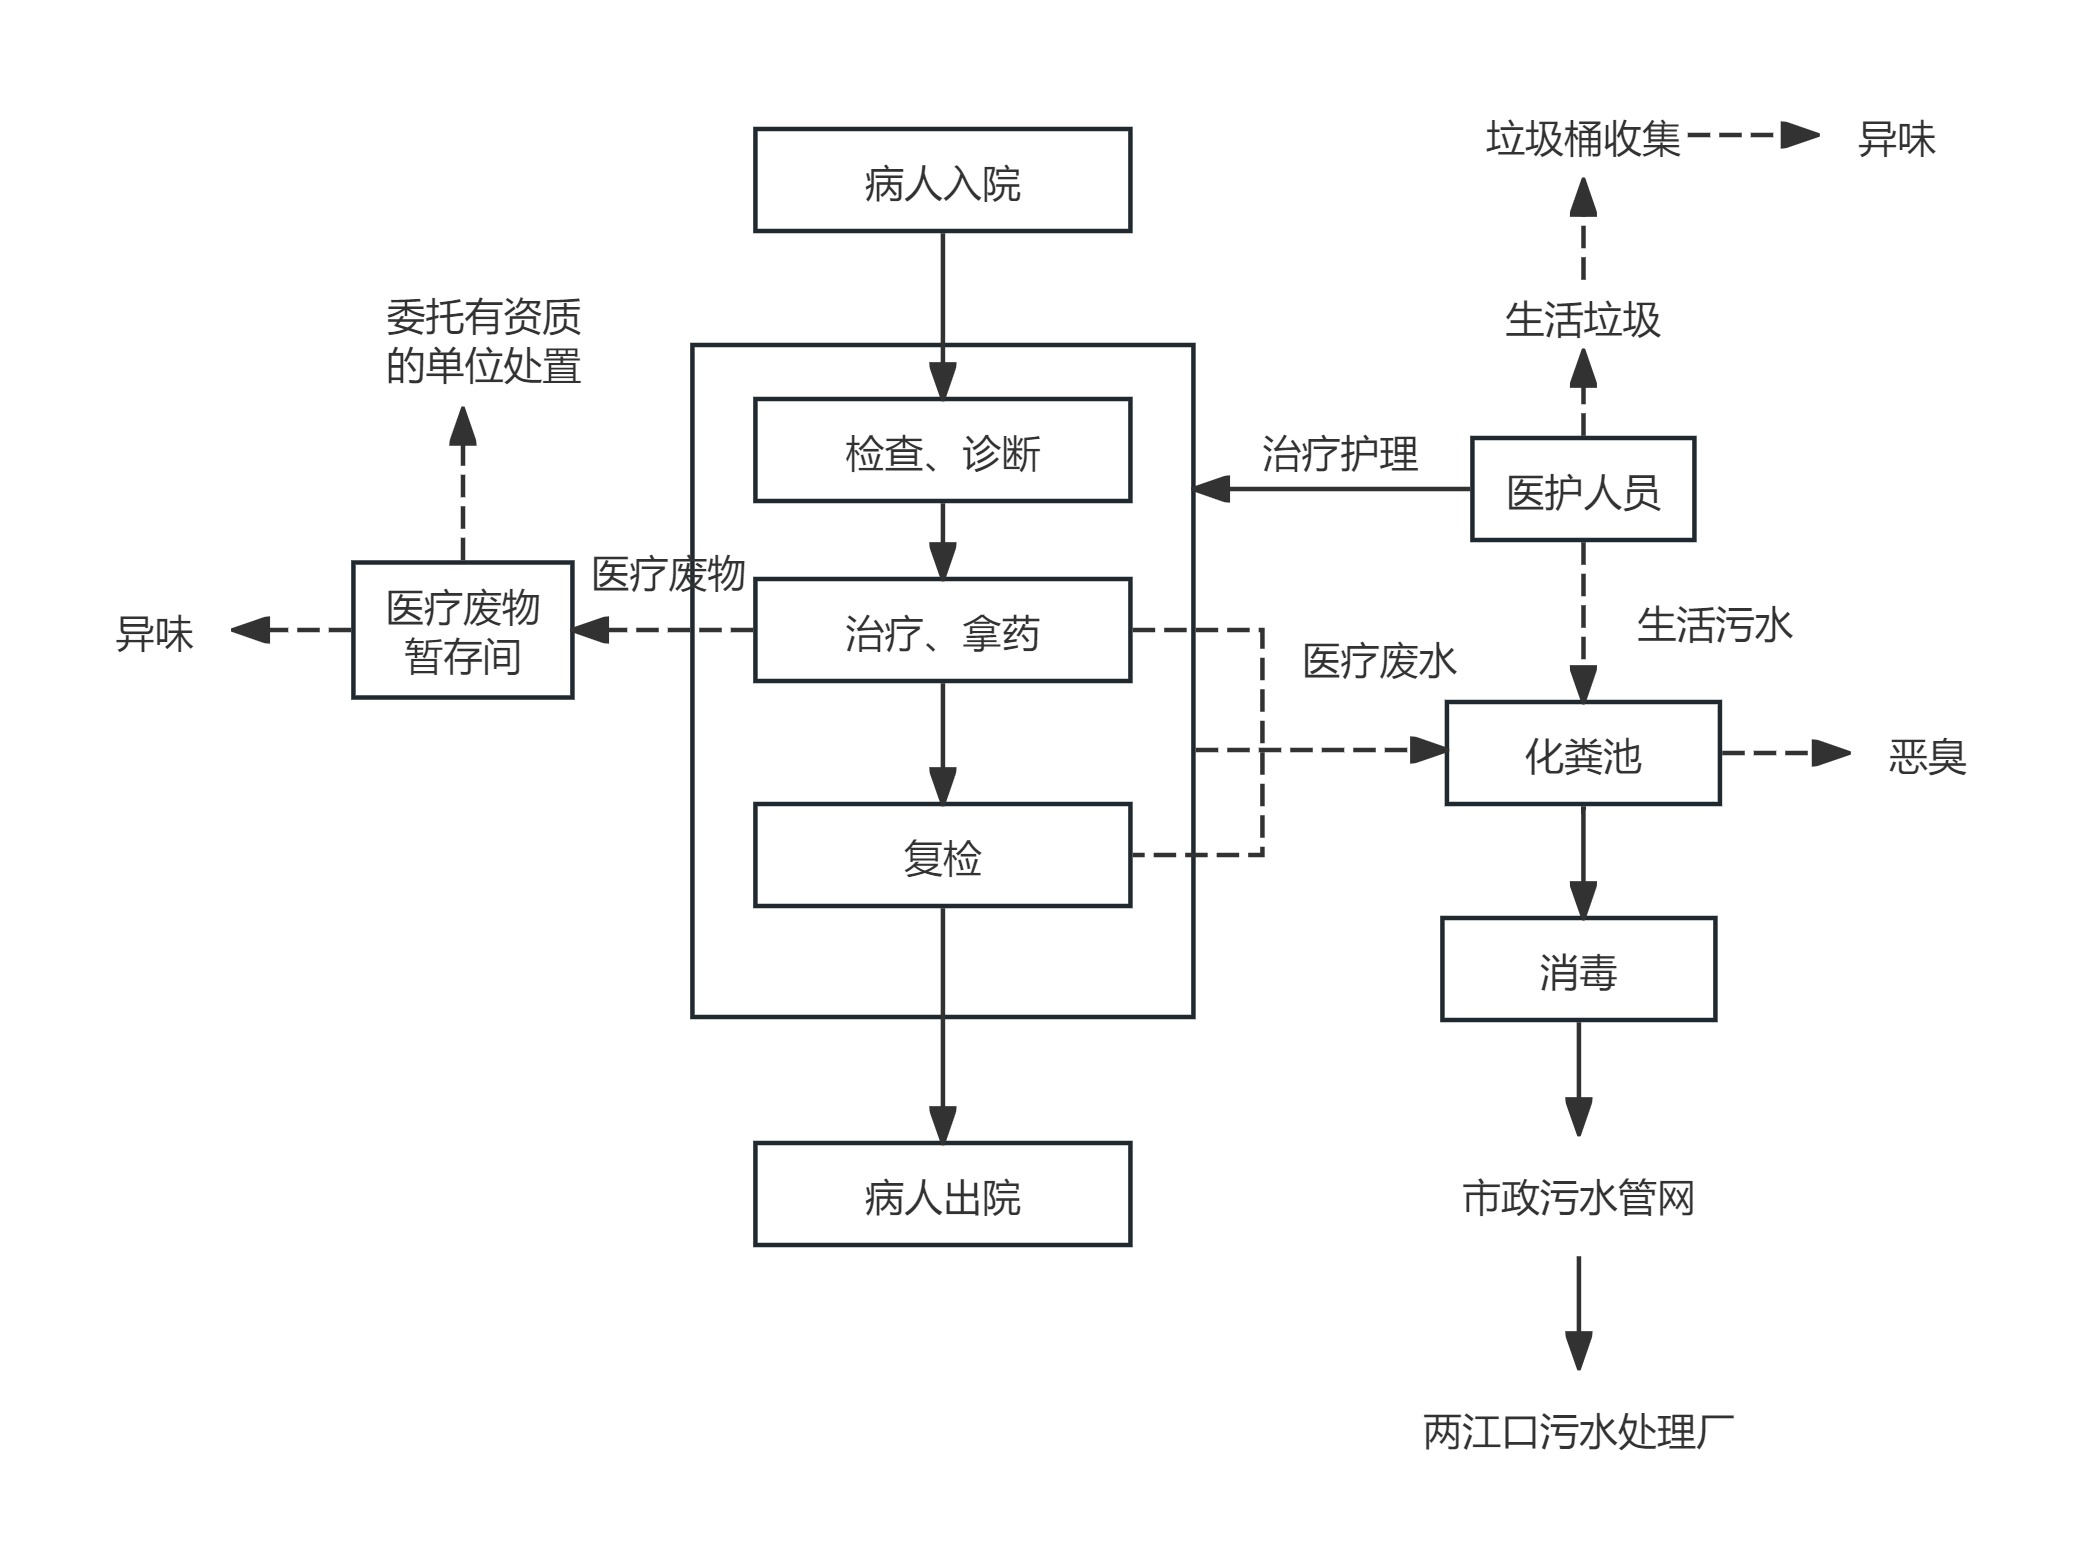 垃圾桶收集
异味
病人入院
委托有资质
的单位处置
生活垃圾
检查、诊断
治疗护理
医护人员
医疗废物
医疗废物
暂存间
异味
治疗、拿药
生活污水
医疗废水
化粪池
恶臭
复检
消毒
病人出院
市政污水管网
两江口污水处理厂